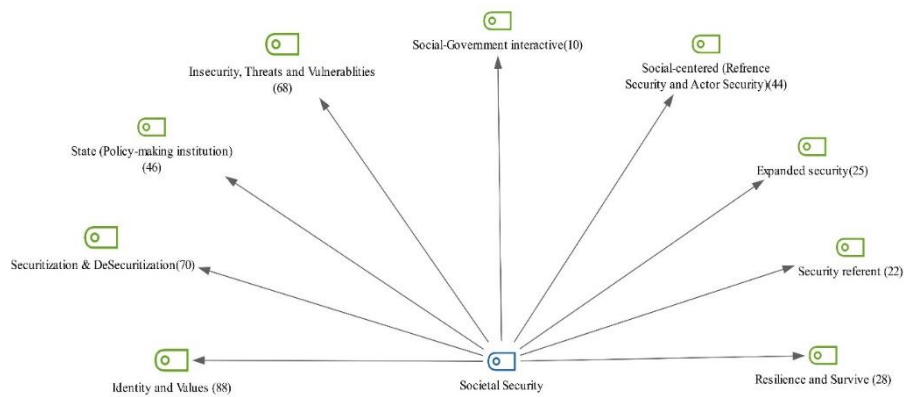 Social-Government interactive(10)
Insecurity, Threats and Vulnerablities
(68)
Social-centered (Refrence
Security and Actor Security)(44)
State (Policy-making institution)
(46)
Expanded security(25)
Securitization & DeSecuritization(70)
Security referent (22)
Identity and Values (88)
Societal Security
Resilience and Survive (28)